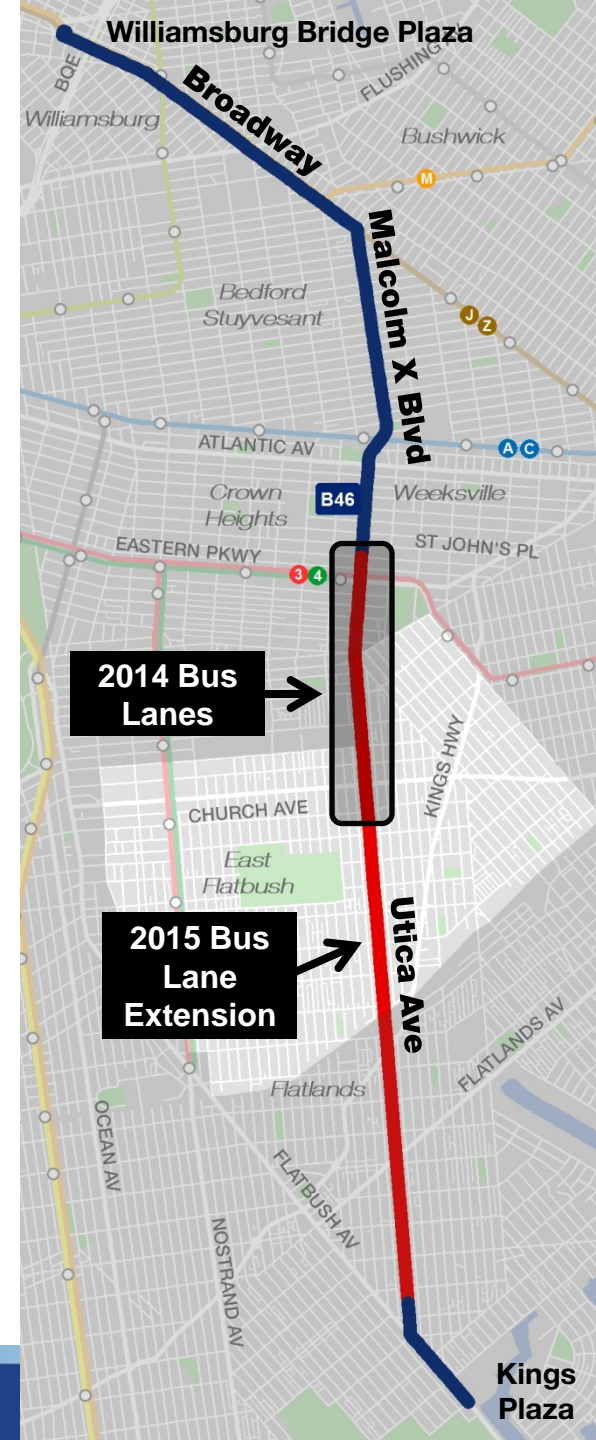 Williamsburg Bridge Plaza
BQE
Broadway
FLUSHING
Williamsburg
Bushwick
M
Malcolm X Blvd
Bedford
Stuyvesant
J
Z
ATLANTIC AV
A C
Crown
Heights
B46
Weeksville
EASTERN PKWY
ST JOHN'S PL
3 4
2014 Bus
Lanes
KINGS HWY
CHURCH AVE
East
Flatbush
Utica Ave
2015 Bus
Lane
Extension
FLATLANDS AV
Flatlands
OCEAN AV
FLATBUSH AV
NOSTRAND AV
Kings
Plaza